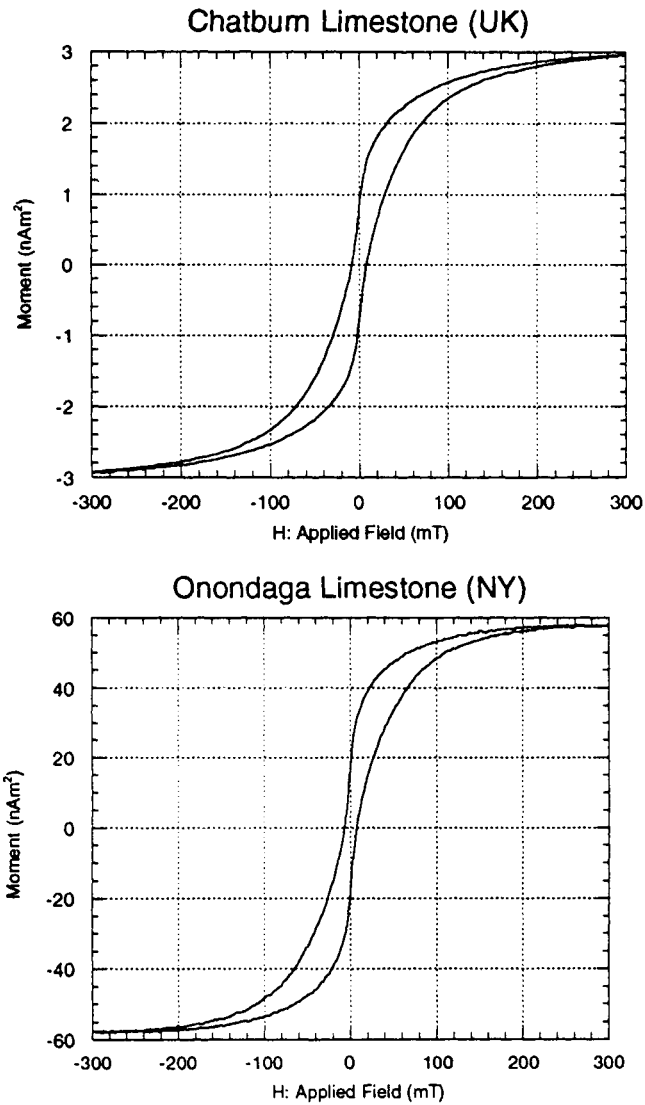 Chatburn Limestone (UK)
3
2
1
0
-1
-2
-3
Moment (nAm²)
-300 -200 -100 0 100 200 300
H: Applied Field (mT)
Onondaga Limestone (NY)
60
40
20
0
-20
-40
-60
Moment (nAm²)
-300 -200 -100 0 100 200 300
H: Applied Field (mT)